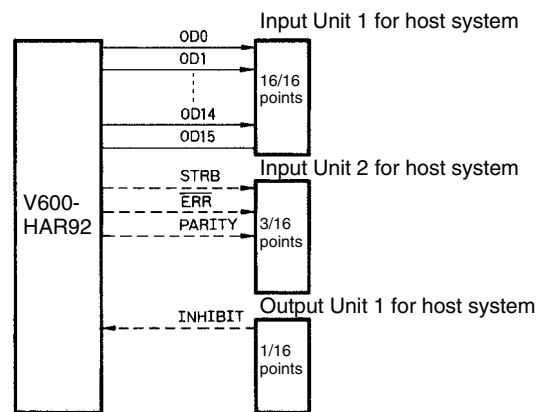 Input Unit 1 for host system
OD0
OD1
16/16
points
OD14
OD15
Input Unit 2 for host system
STRB
V600-
HAR92
ERR
3/16
points
PARITY
Output Unit 1 for host system
INHIBIT
1/16
points